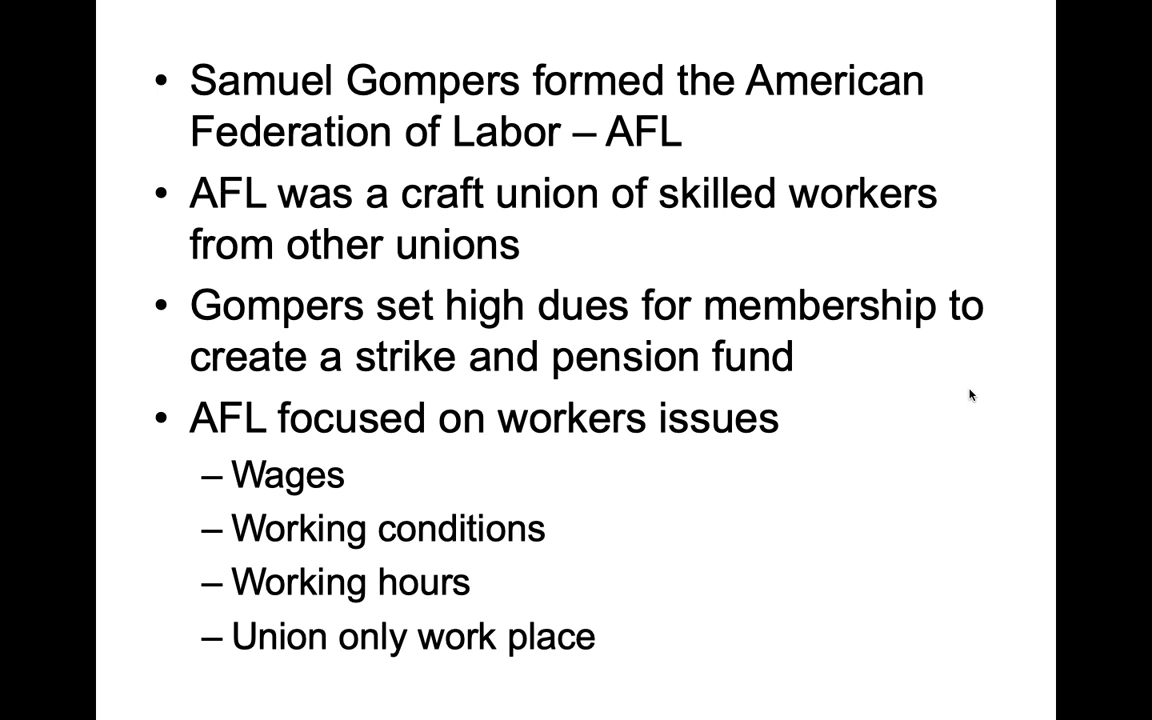 • Samuel Gompers formed the American
Federation of Labor – AFL
• AFL was a craft union of skilled workers
from other unions
• Gompers set high dues for membership to
create a strike and pension fund
• AFL focused on workers issues
– Wages
– Working conditions
– Working hours
– Union only work place